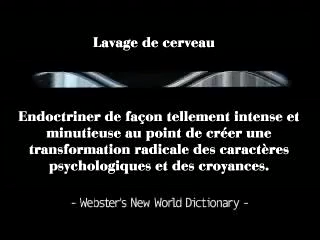 Lavage de cerveau
Endoctriner de façon tellement intense et
minutieuse au point de créer une
transformation radicale des caractères
psychologiques et des croyances.
- Webster's New World Dictionary -